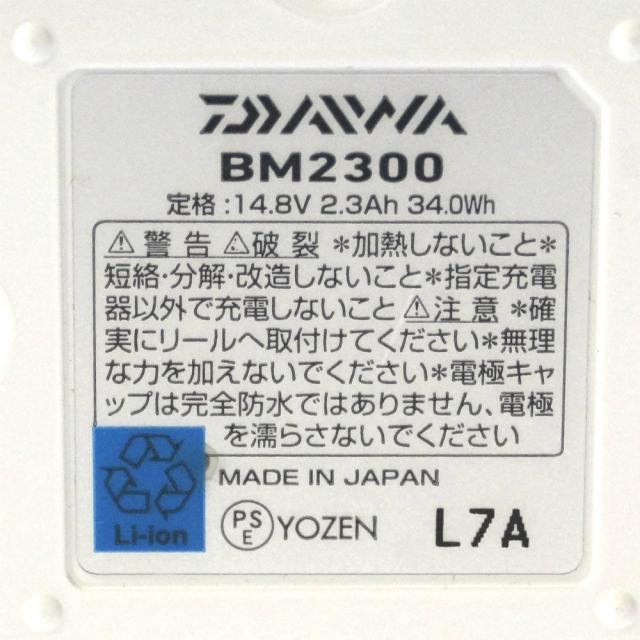 DAIWA
BM2300
定格:14.8V 2.3Ah 34.0Wh
⚠警告⚠破裂 *加熱しないこと*
短絡・分解・改造しないこと*指定充電
器以外で充電しないこと ⚠注意 *確
実にリールへ取付けてください*無理
な力を加えないでください*電極キャ
ップは完全防水ではありません、電極
を濡らさないでください
MADE IN JAPAN
Li-ion
PSE YOZEN L7A